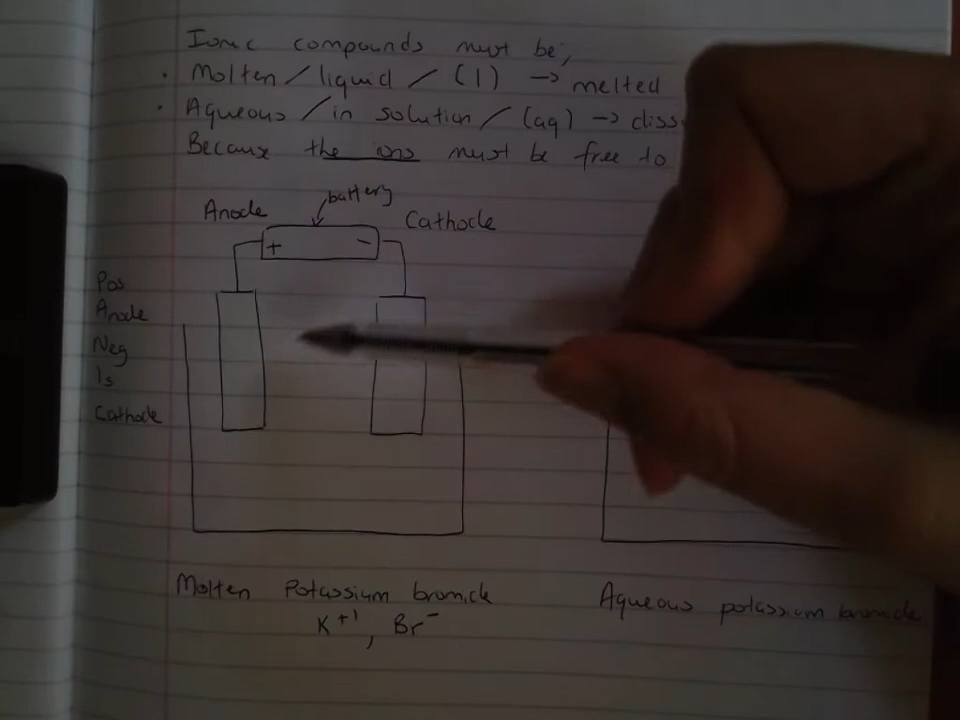 Ionic compounds must be;
· Molten / liquid / (l) → melted
· Aqueous / in solution / (aq) →
Because the ions must be free to
battery
Anode
Cathode
+ −
Pos
Anode
Neg
Is
Cathode
Molten Potassium bromide
Aqueous potassium bromide
K⁺¹, Br⁻